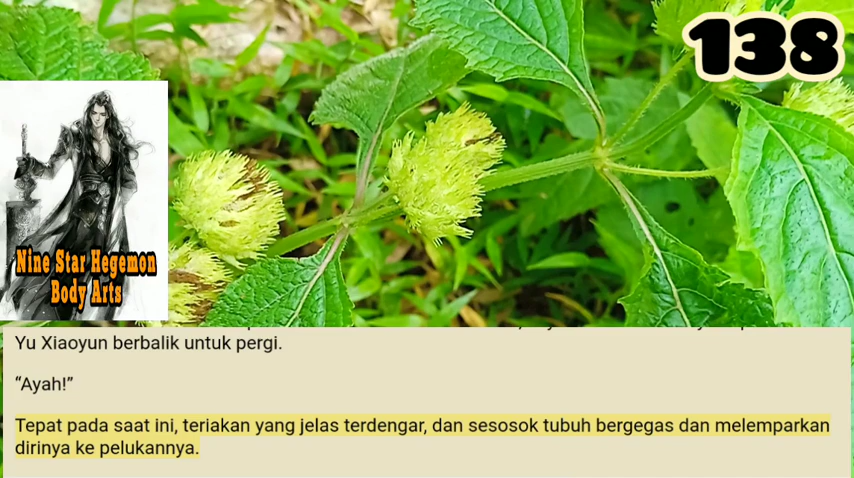 138
Nine Star Hegemon
Body Arts
Yu Xiaoyun berbalik untuk pergi.
“Ayah!”
Tepat pada saat ini, teriakan yang jelas terdengar, dan sesosok tubuh bergegas dan melemparkan
dirinya ke pelukannya.